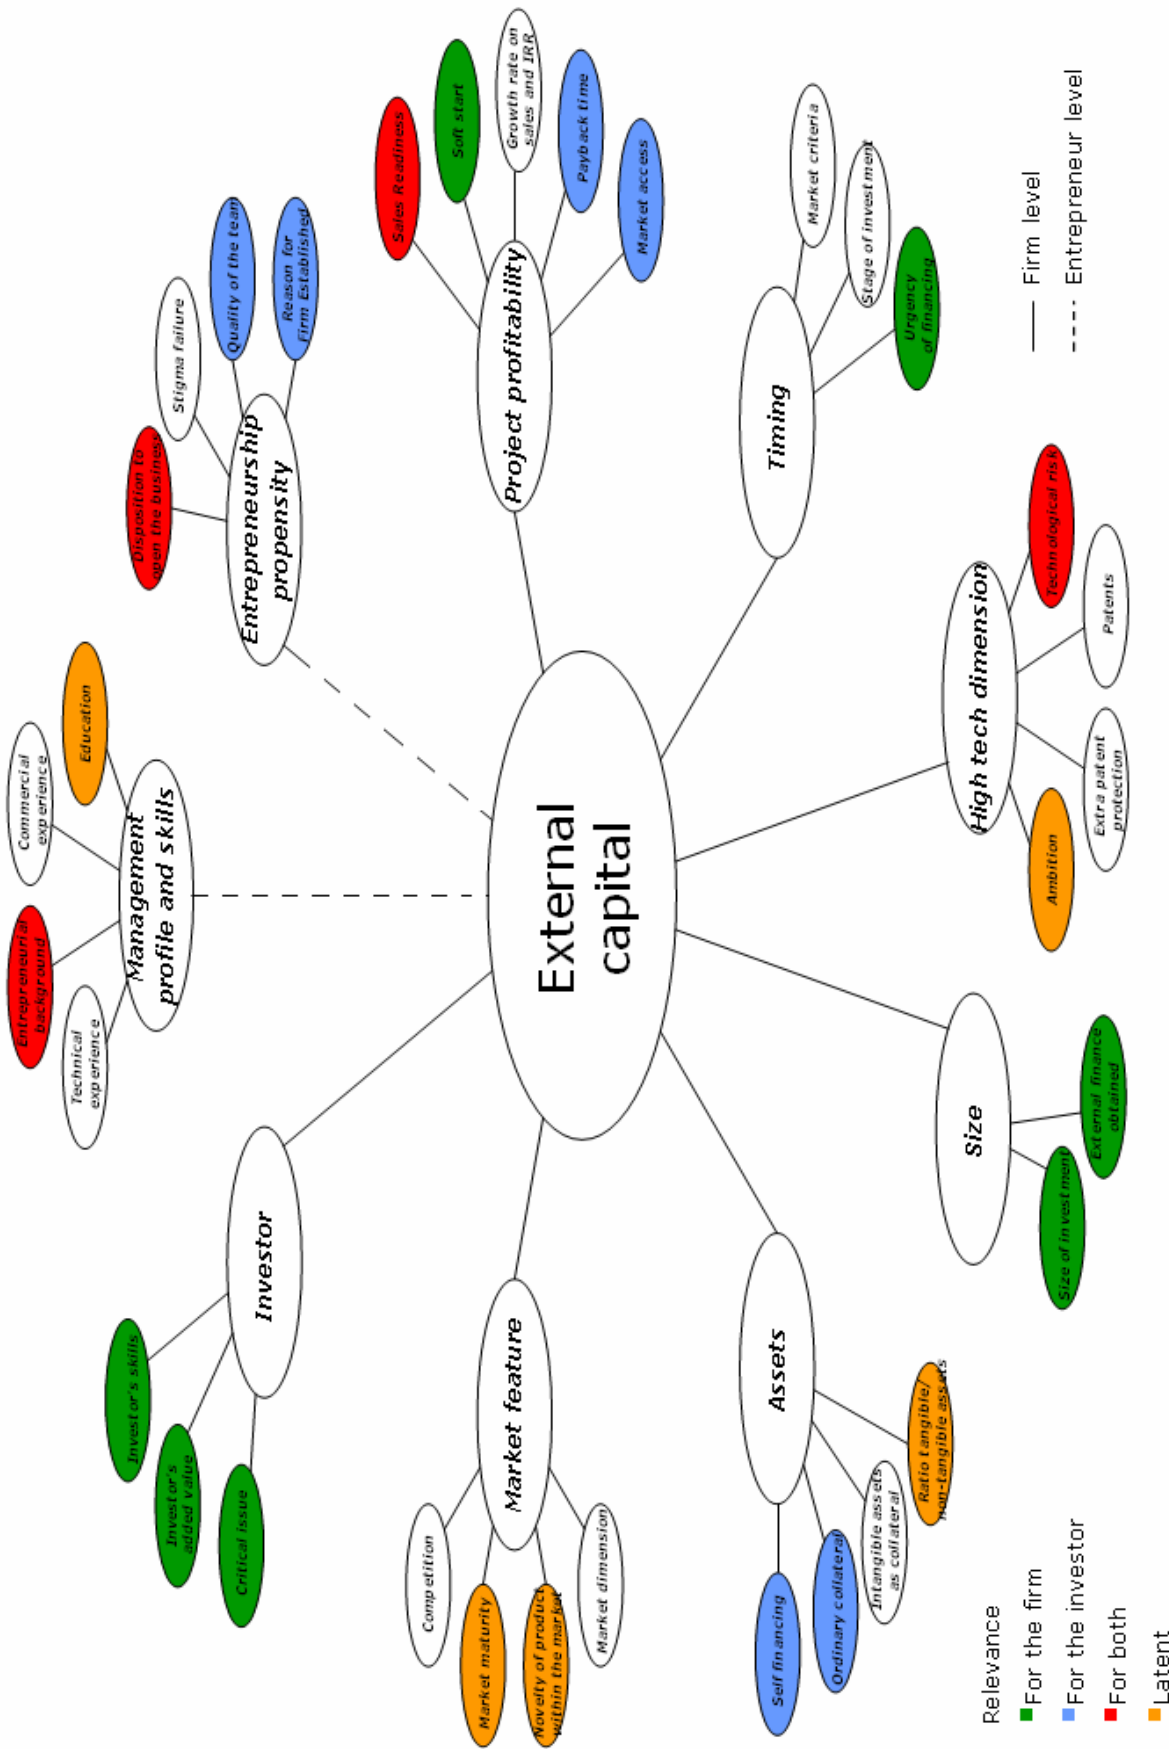 External
capital
Management
profile and skills
Technical
experience
Entrepreneurial
background
Commercial
experience
Education
Entrepreneurship
propensity
Disposition to
open the business
Stigma failure
Quality of the team
Reason for
Firm Established
Project profitability
Sales Readiness
Soft start
Growth rate on
sales and IRR
Payback time
Market access
Timing
Market criteria
Stage of investment
Urgency
of financing
High tech dimension
Technological risk
Patents
Extra patent
protection
Ambition
Size
External finance
obtained
Size of investment
Assets
Ratio tangible/
non-tangible assets
Intangible assets
as collateral
Ordinary collateral
Self financing
Market feature
Market dimension
Novelty of product
within the market
Market maturity
Competition
Investor
Critical issue
Investor's
added value
Investor's skills
Relevance
For the firm
For the investor
For both
Latent
Firm level
Entrepreneur level